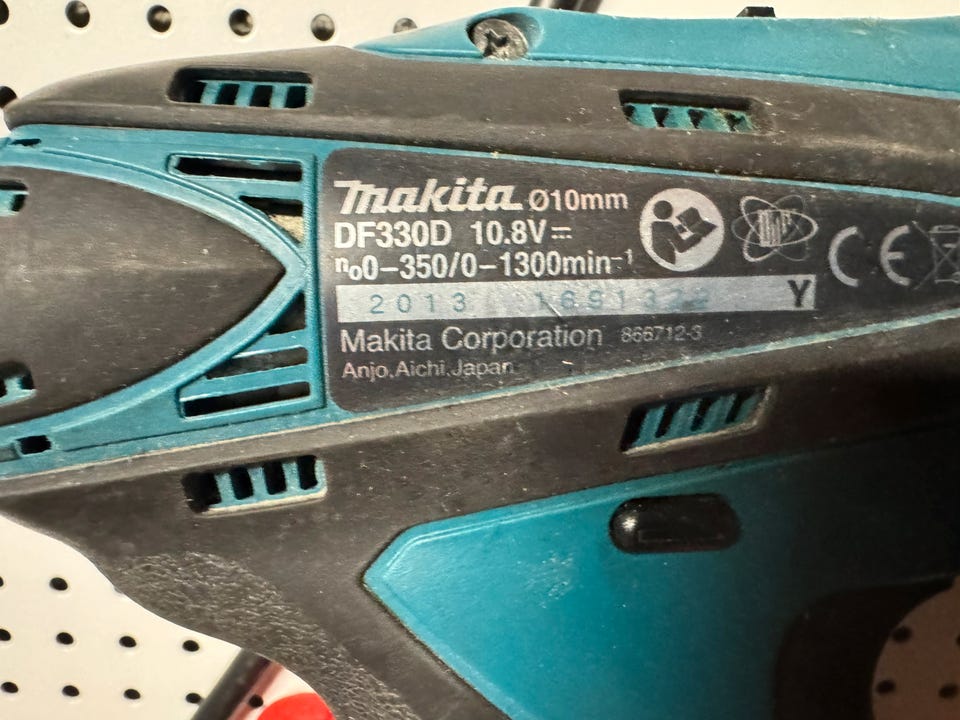 makita Ø10mm
DF330D 10.8V⎓
n₀0-350/0-1300min⁻¹
2013 Y
Makita Corporation 866712-3
Anjo,Aichi,Japan
CE